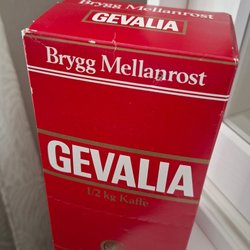 Brygg Mellanrost
GEVALIA
Brygg Mellanrost
GEVALIA
1/2 kg Kaffe